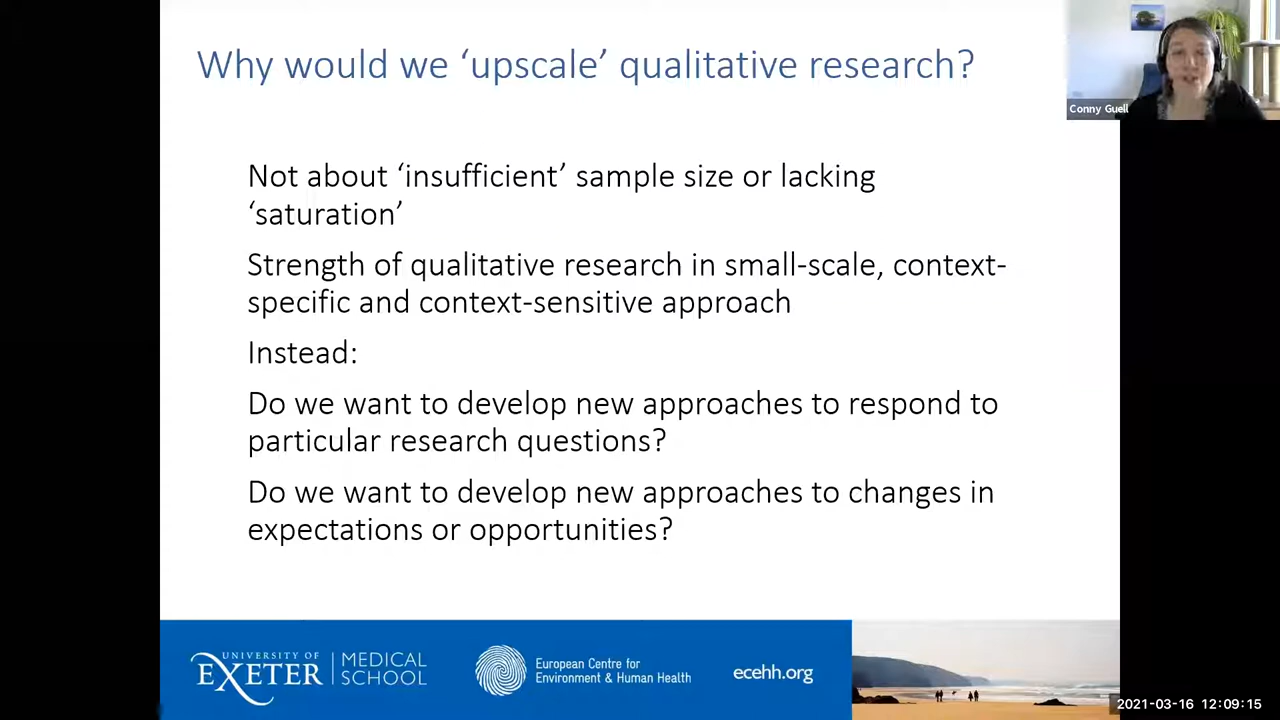 Why would we ‘upscale’ qualitative research?
Conny Guell
Not about ‘insufficient’ sample size or lacking
‘saturation’
Strength of qualitative research in small-scale, context-
specific and context-sensitive approach
Instead:
Do we want to develop new approaches to respond to
particular research questions?
Do we want to develop new approaches to changes in
expectations or opportunities?
UNIVERSITY OF
EXETER
MEDICAL
SCHOOL
European Centre for
Environment & Human Health
ecehh.org
2021-03-16 12:09:15